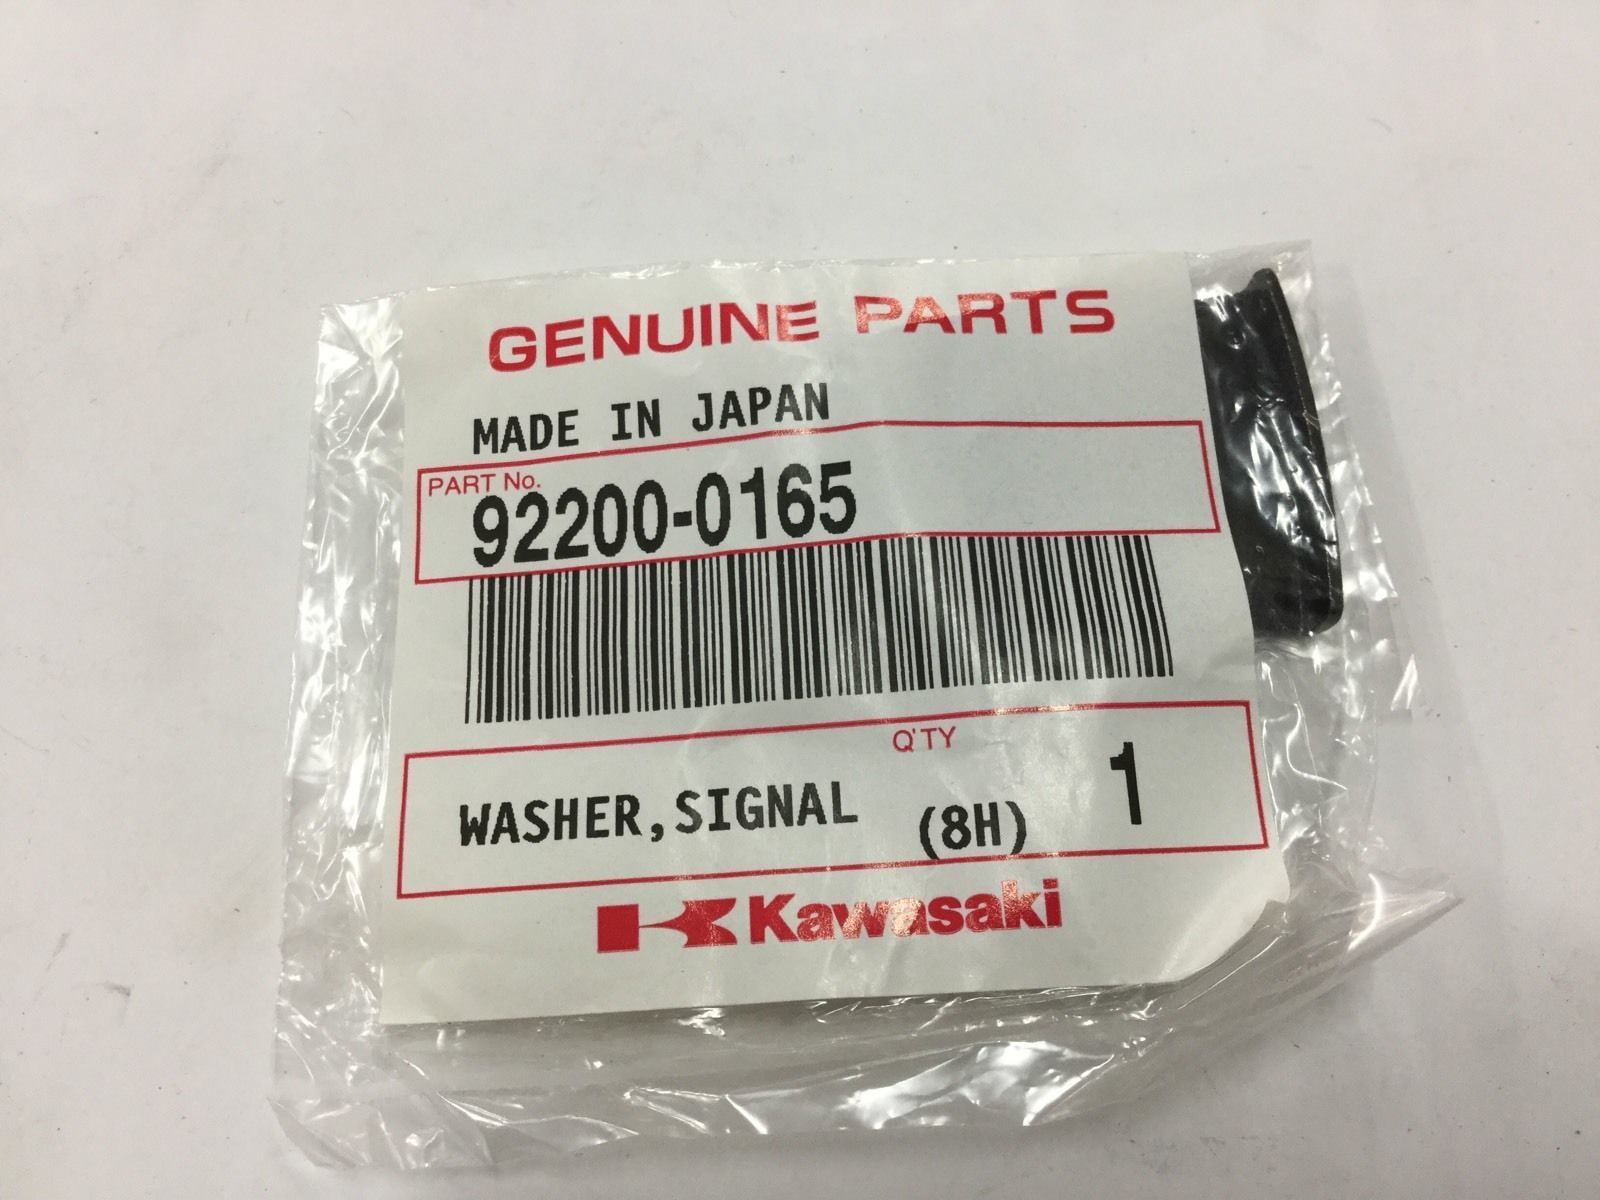 GENUINE PARTS
MADE IN JAPAN
PART No.
92200-0165
Q'TY
WASHER,SIGNAL (8H) 1
Kawasaki